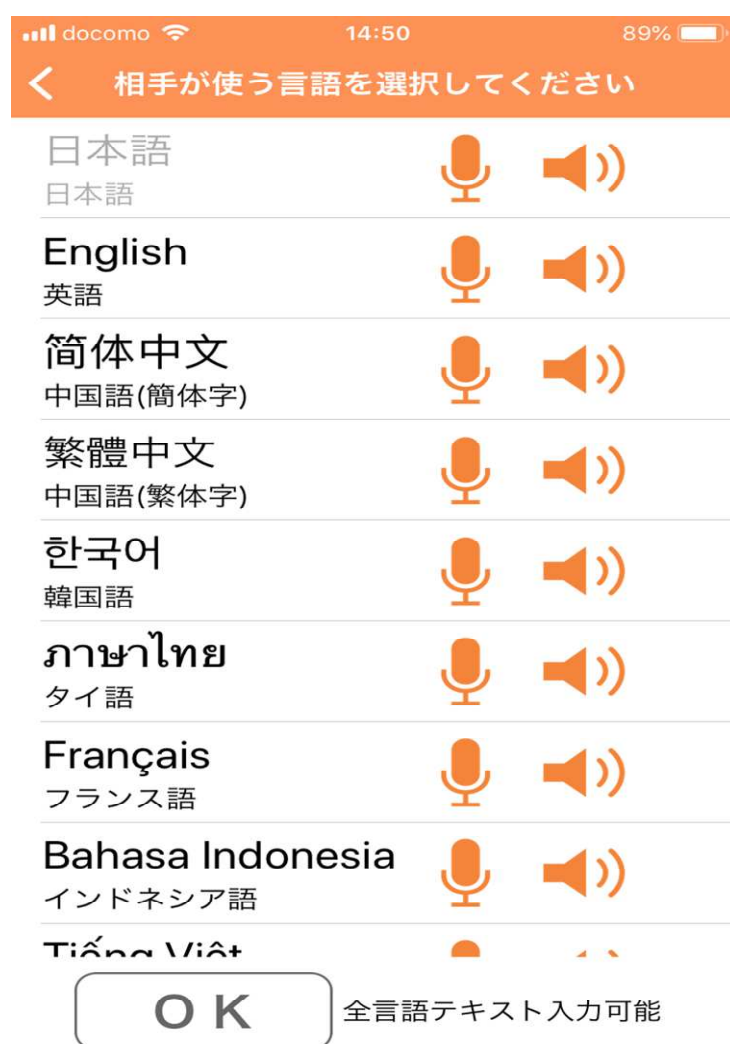 docomo 14:50 89%
相手が使う言語を選択してください
日本語
日本語
English
英語
简体中文
中国語(簡体字)
繁體中文
中国語(繁体字)
한국어
韓国語
ภาษาไทย
タイ語
Français
フランス語
Bahasa Indonesia
インドネシア語
Tiếng Việt
OK 全言語テキスト入力可能